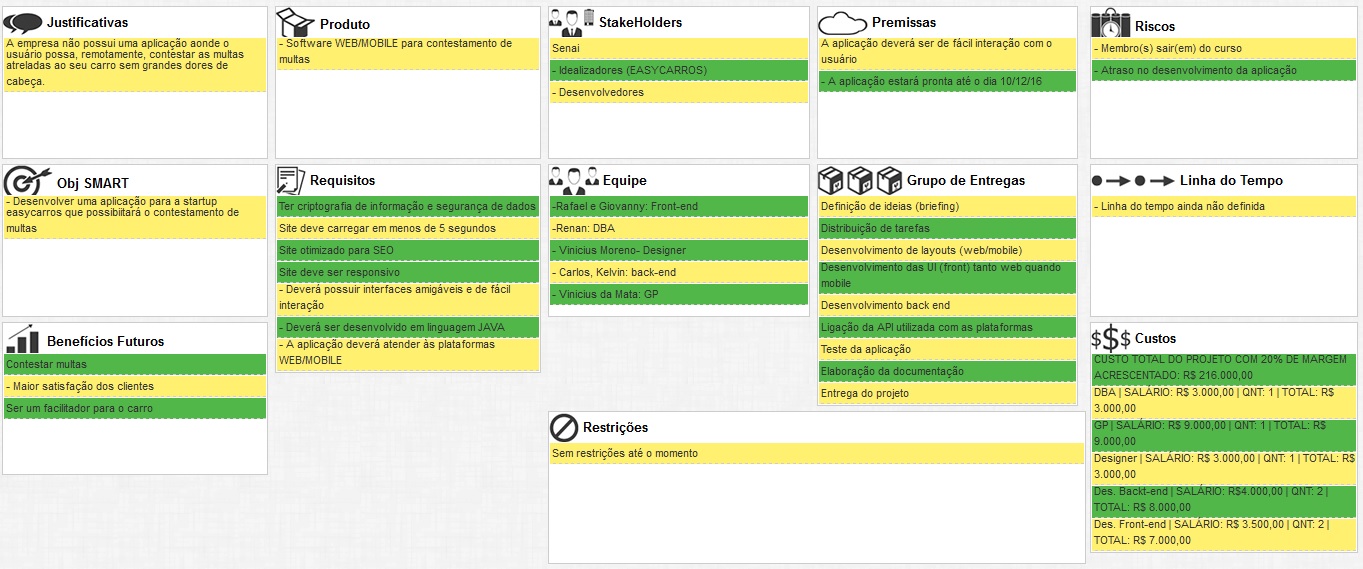 Justificativas
A empresa não possui uma aplicação aonde o
usuário possa, remotamente, contestar as multas
atreladas ao seu carro sem grandes dores de
cabeça.
Produto
- Software WEB/MOBILE para contestamento de
multas
StakeHolders
Senai
- Idealizadores (EASYCARROS)
- Desenvolvedores
Premissas
A aplicação deverá ser de fácil interação com o
usuário
- A aplicação estará pronta até o dia 10/12/16
Riscos
- Membro(s) sair(em) do curso
- Atraso no desenvolvimento da aplicação
Obj SMART
- Desenvolver uma aplicação para a startup
easycarros que possibiitará o contestamento de
multas
Requisitos
Ter criptografia de informação e segurança de dados
Site deve carregar em menos de 5 segundos
Site otimizado para SEO
Site deve ser responsivo
- Deverá possuir interfaces amigáveis e de fácil
interação
- Deverá ser desenvolvido em linguagem JAVA
- A aplicação deverá atender às plataformas
WEB/MOBILE
Equipe
-Rafael e Giovanny: Front-end
-Renan: DBA
- Vinicius Moreno- Designer
- Carlos, Kelvin: back-end
- Vinicius da Mata: GP
Grupo de Entregas
Definição de ideias (briefing)
Distribuição de tarefas
Desenvolvimento de layouts (web/mobile)
Desenvolvimento das UI (front) tanto web quando
mobile
Desenvolvimento back end
Ligação da API utilizada com as plataformas
Teste da aplicação
Elaboração da documentação
Entrega do projeto
Linha do Tempo
- Linha do tempo ainda não definida
Benefícios Futuros
Contestar multas
- Maior satisfação dos clientes
Ser um facilitador para o carro
$$$ Custos
CUSTO TOTAL DO PROJETO COM 20% DE MARGEM
ACRESCENTADO: R$ 216.000,00
DBA | SALÁRIO: R$ 3.000,00 | QNT: 1 | TOTAL: R$
3.000,00
GP | SALÁRIO: R$ 9.000,00 | QNT: 1 | TOTAL: R$
9.000,00
Designer | SALÁRIO: R$ 3.000,00 | QNT: 1 | TOTAL: R$
3.000,00
Des. Backt-end | SALÁRIO: R$4.000,00 | QNT: 2 |
TOTAL: R$ 8.000,00
Des. Front-end | SALÁRIO: R$ 3.500,00 | QNT: 2 |
TOTAL: R$ 7.000,00
Restrições
Sem restrições até o momento